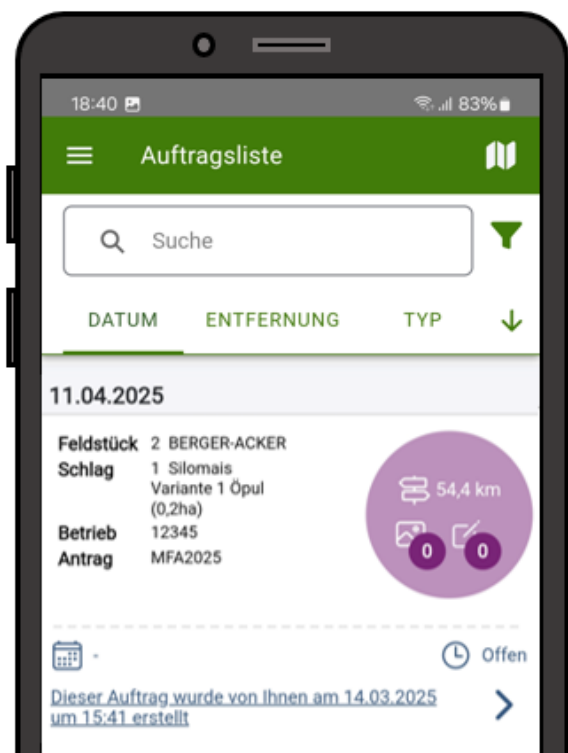 18:40 83%
Auftragsliste
Suche
DATUM ENTFERNUNG TYP
11.04.2025
Feldstück 2 BERGER-ACKER
Schlag 1 Silomais
Variante 1 Öpul
(0,2ha)
Betrieb 12345
Antrag MFA2025
54,4 km
0 0
- Offen
Dieser Auftrag wurde von Ihnen am 14.03.2025
um 15:41 erstellt